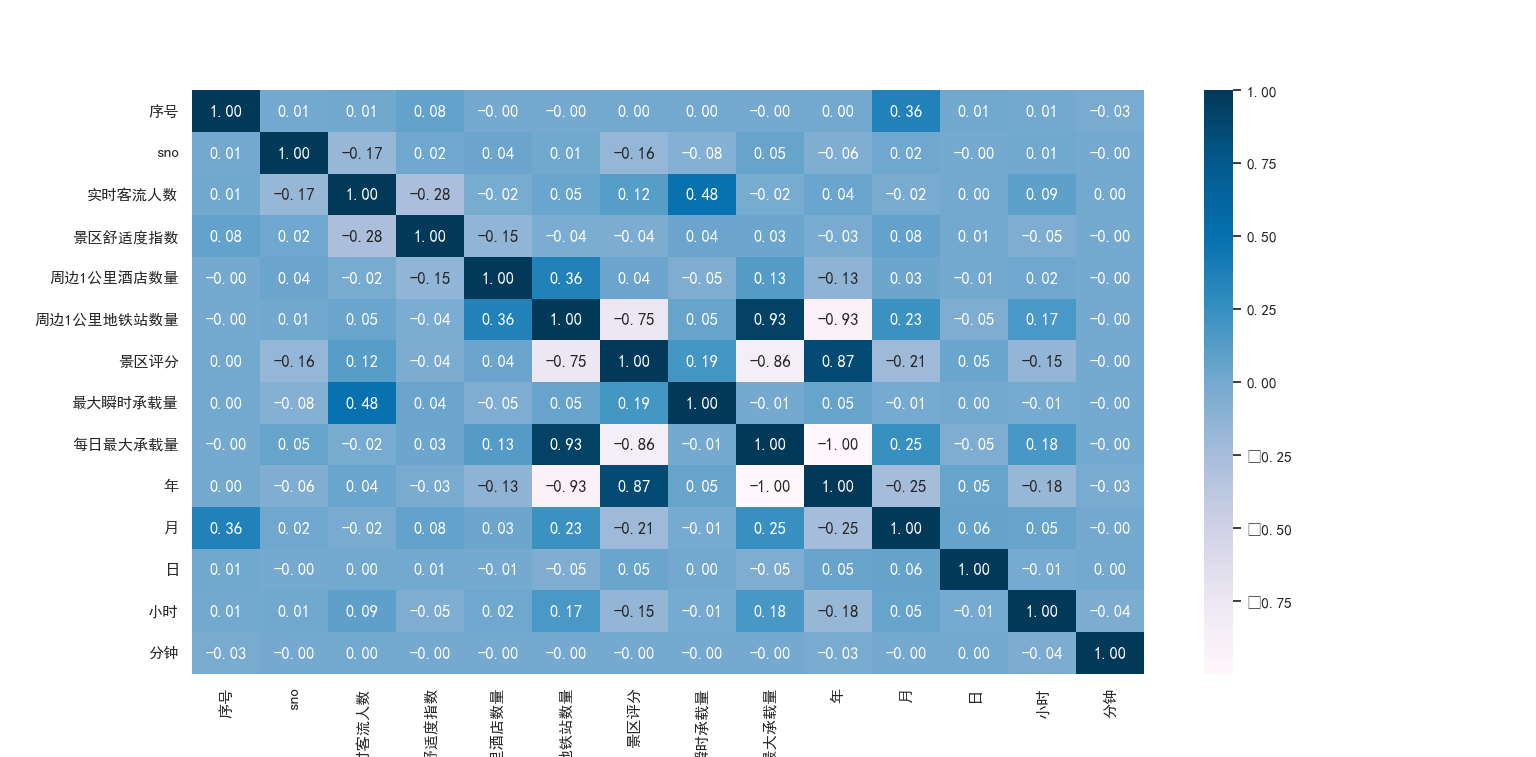 序号 1.00 0.01 0.01 0.08 −0.00 −0.00 0.00 0.00 −0.00 0.00 0.36 0.01 0.01 −0.03
sno 0.01 1.00 −0.17 0.02 0.04 0.01 −0.16 −0.08 0.05 −0.06 0.02 −0.00 0.01 −0.00
实时客流人数 0.01 −0.17 1.00 −0.28 −0.02 0.05 0.12 0.48 −0.02 0.04 −0.02 0.00 0.09 0.00
景区舒适度指数 0.08 0.02 −0.28 1.00 −0.15 −0.04 −0.04 0.04 0.03 −0.03 0.08 0.01 −0.05 −0.00
周边1公里酒店数量 −0.00 0.04 −0.02 −0.15 1.00 0.36 0.04 −0.05 0.13 −0.13 0.03 −0.01 0.02 −0.00
周边1公里地铁站数量 −0.00 0.01 0.05 −0.04 0.36 1.00 −0.75 0.05 0.93 −0.93 0.23 −0.05 0.17 −0.00
景区评分 0.00 −0.16 0.12 −0.04 0.04 −0.75 1.00 0.19 −0.86 0.87 −0.21 0.05 −0.15 −0.00
最大瞬时承载量 0.00 −0.08 0.48 0.04 −0.05 0.05 0.19 1.00 −0.01 0.05 −0.01 0.00 −0.01 −0.00
每日最大承载量 −0.00 0.05 −0.02 0.03 0.13 0.93 −0.86 −0.01 1.00 −1.00 0.25 −0.05 0.18 −0.00
年 0.00 −0.06 0.04 −0.03 −0.13 −0.93 0.87 0.05 −1.00 1.00 −0.25 0.05 −0.18 −0.03
月 0.36 0.02 −0.02 0.08 0.03 0.23 −0.21 −0.01 0.25 −0.25 1.00 0.06 0.05 −0.00
日 0.01 −0.00 0.00 0.01 −0.01 −0.05 0.05 0.00 −0.05 0.05 0.06 1.00 −0.01 0.00
小时 0.01 0.01 0.09 −0.05 0.02 0.17 −0.15 −0.01 0.18 −0.18 0.05 −0.01 1.00 −0.04
分钟 −0.03 −0.00 0.00 −0.00 −0.00 −0.00 −0.00 −0.00 −0.00 −0.03 −0.00 0.00 −0.04 1.00
序号
sno
客流人数
适度指数
酒店数量
铁站数量
景区评分
时承载量
大承载量
年
月
日
小时
分钟
1.00
0.75
0.50
0.25
0.00
□0.25
□0.50
□0.75